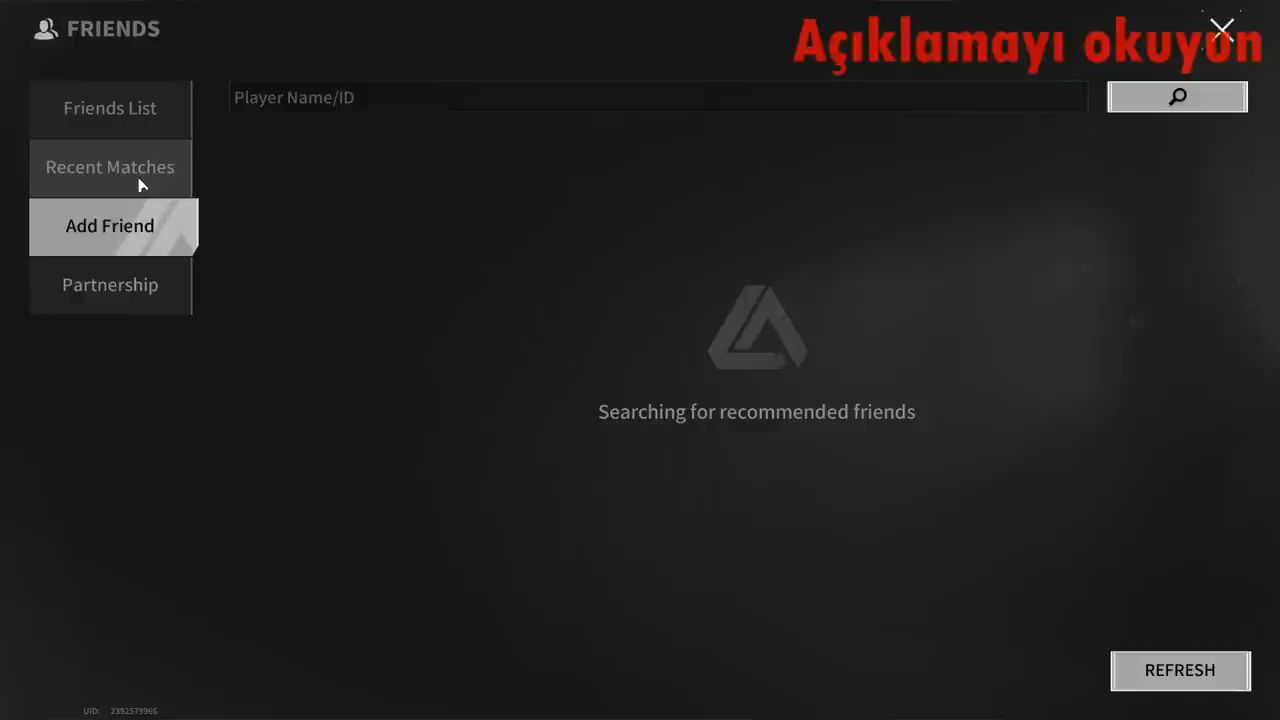 FRIENDS
Açıklamayı okuyun
Friends List
Player Name/ID
Recent Matches
Add Friend
Partnership
Searching for recommended friends
REFRESH
UID: 2392579966